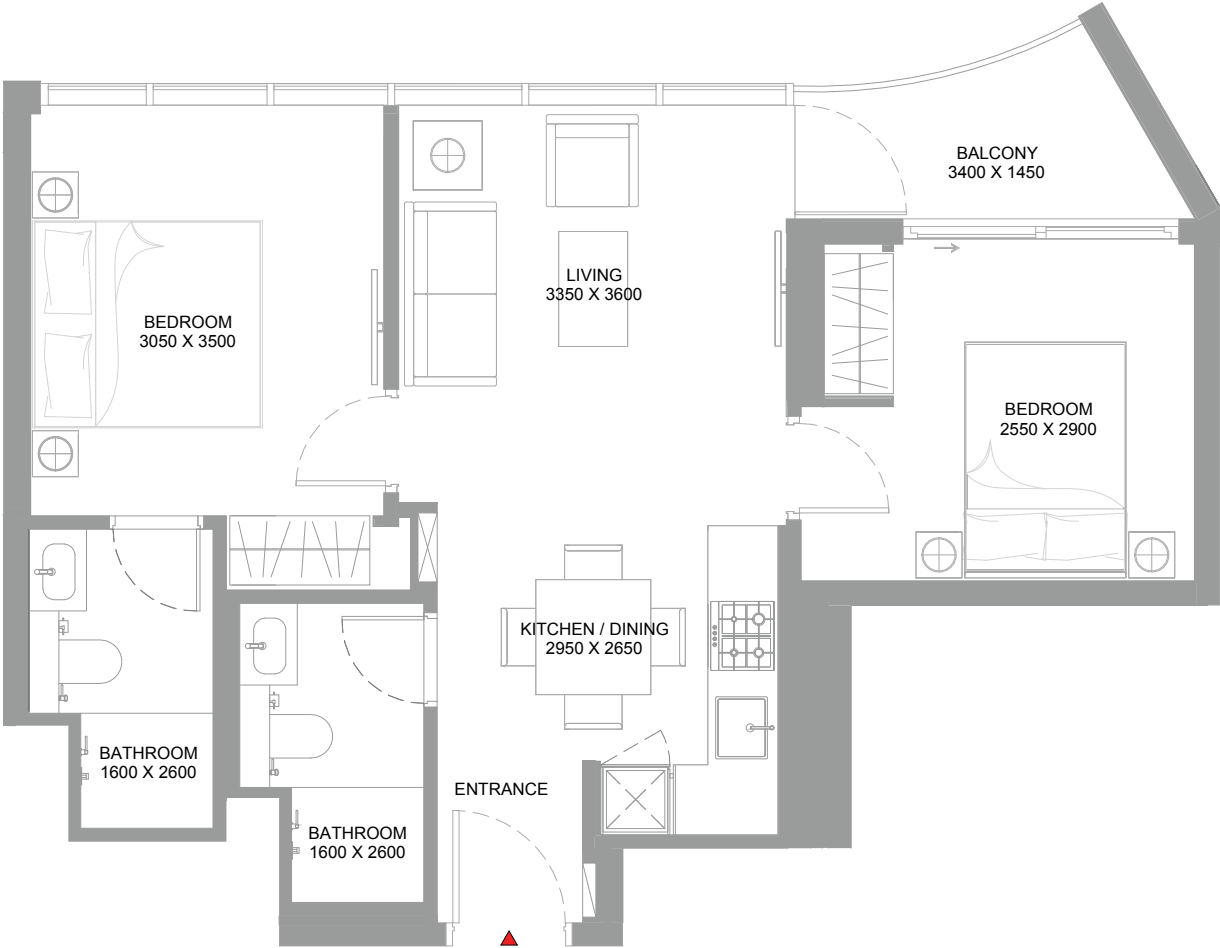 BALCONY
3400 X 1450
LIVING
3350 X 3600
BEDROOM
3050 X 3500
BEDROOM
2550 X 2900
KITCHEN / DINING
2950 X 2650
BATHROOM
1600 X 2600
ENTRANCE
BATHROOM
1600 X 2600